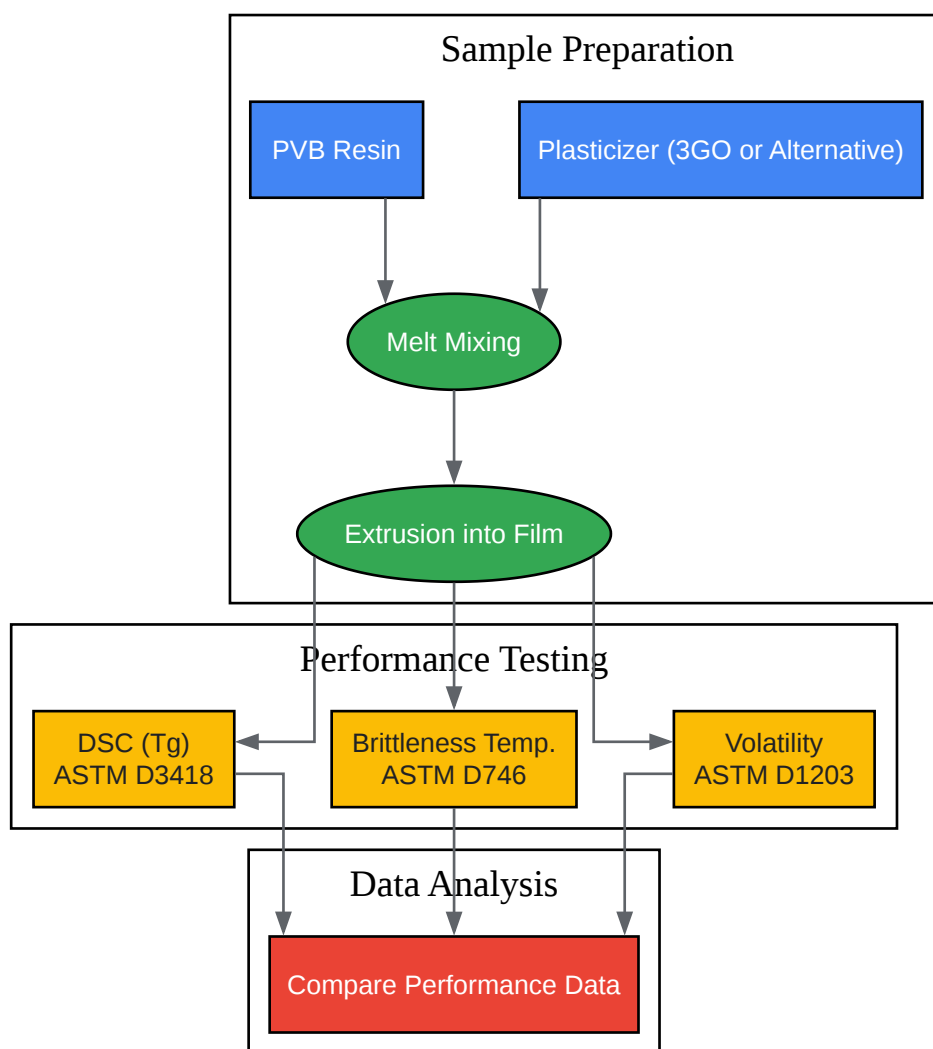 Sample Preparation
PVB Resin
Plasticizer (3GO or Alternative)
Melt Mixing
Extrusion into Film
Performance Testing
DSC (Tg)
ASTM D3418
Brittleness Temp.
ASTM D746
Volatility
ASTM D1203
Data Analysis
Compare Performance Data